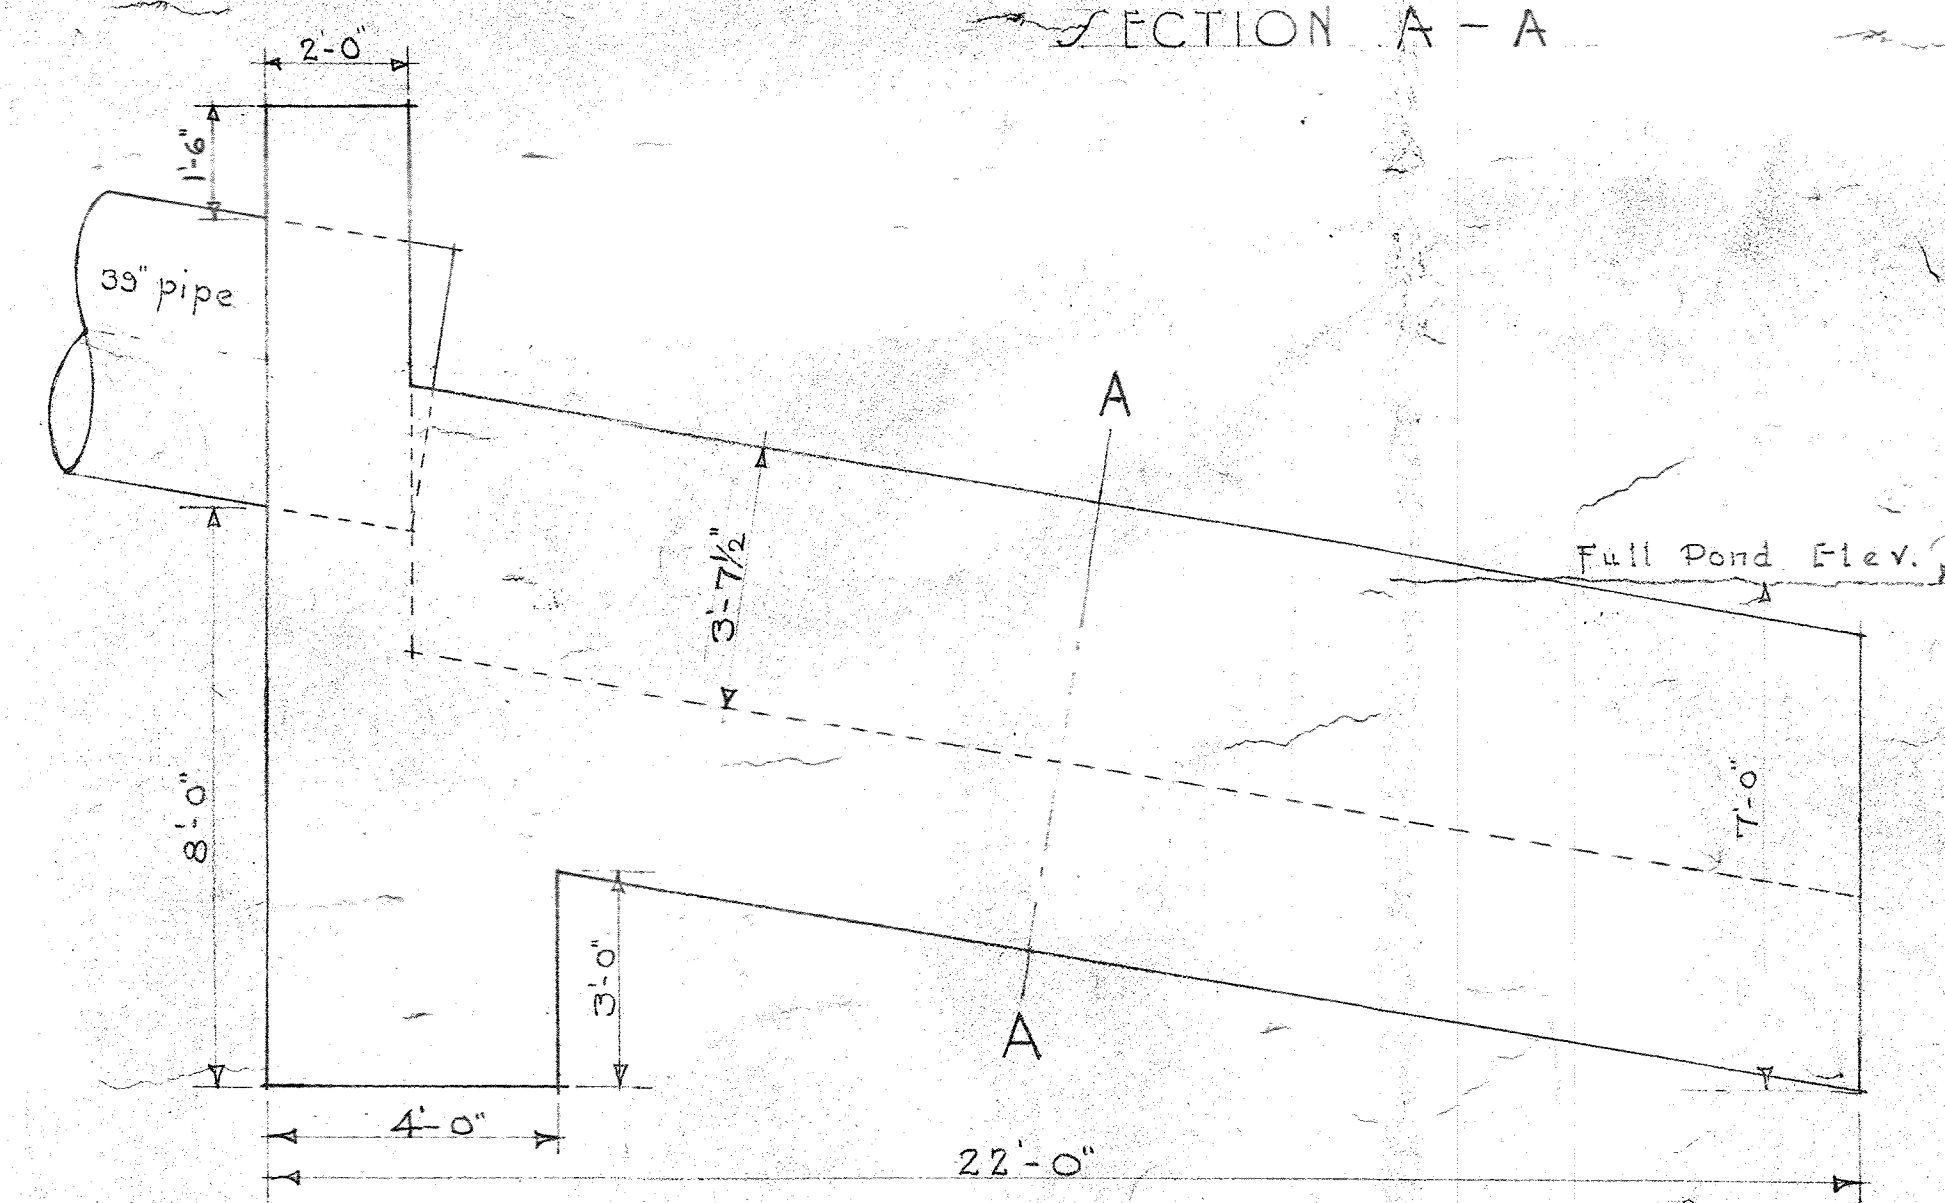 SECTION A - A
2'-0"
1'-6"
39" pipe
A
3'-7½"
Full Pond Elev.
8'-0"
7'-0"
3'-0"
A
4'-0"
22'-0"